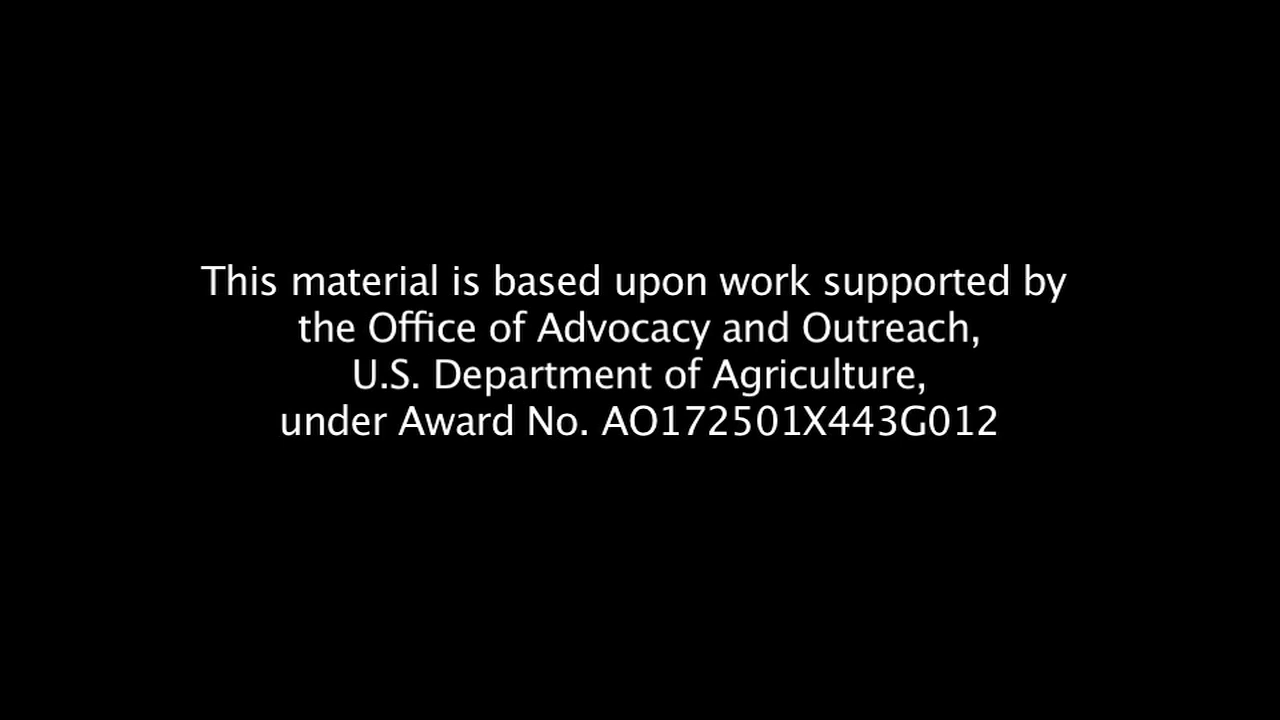 This material is based upon work supported by
the Office of Advocacy and Outreach,
U.S. Department of Agriculture,
under Award No. AO172501X443G012